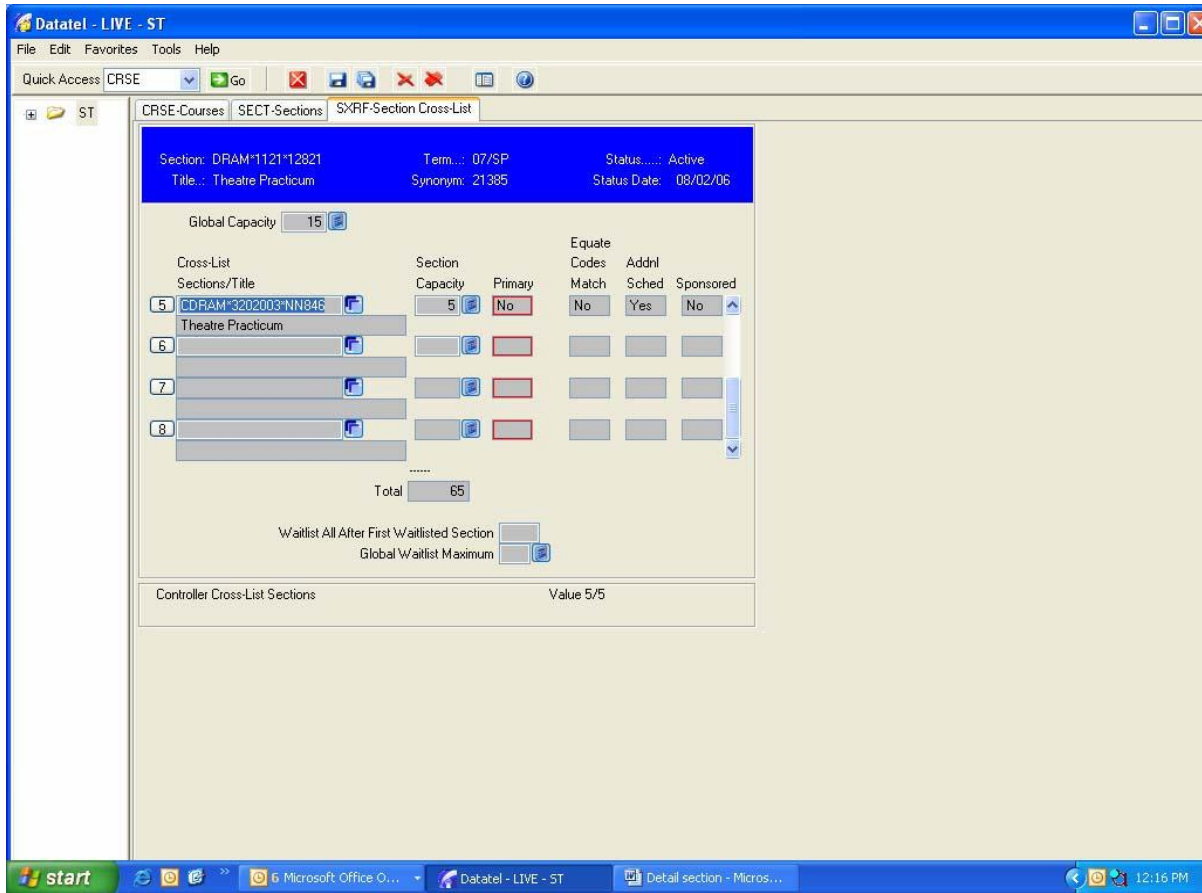 Datatel - LIVE - ST
File Edit Favorites Tools Help
Quick Access CRSE Go
ST
CRSE-Courses SECT-Sections SXRF-Section Cross-List
Section: DRAM*1121*12821 Term...: 07/SP Status.....: Active
Title..: Theatre Practicum Synonym: 21385 Status Date: 08/02/06
Global Capacity 15
Equate
Cross-List Section Codes Addnl
Sections/Title Capacity Primary Match Sched Sponsored
5 CDRAM*3202003*NN846 5 No No Yes No
Theatre Practicum
6
7
8
------
Total 65
Waitlist All After First Waitlisted Section
Global Waitlist Maximum
Controller Cross-List Sections Value 5/5
start 6 Microsoft Office O... Datatel - LIVE - ST Detail section - Micros... 12:16 PM